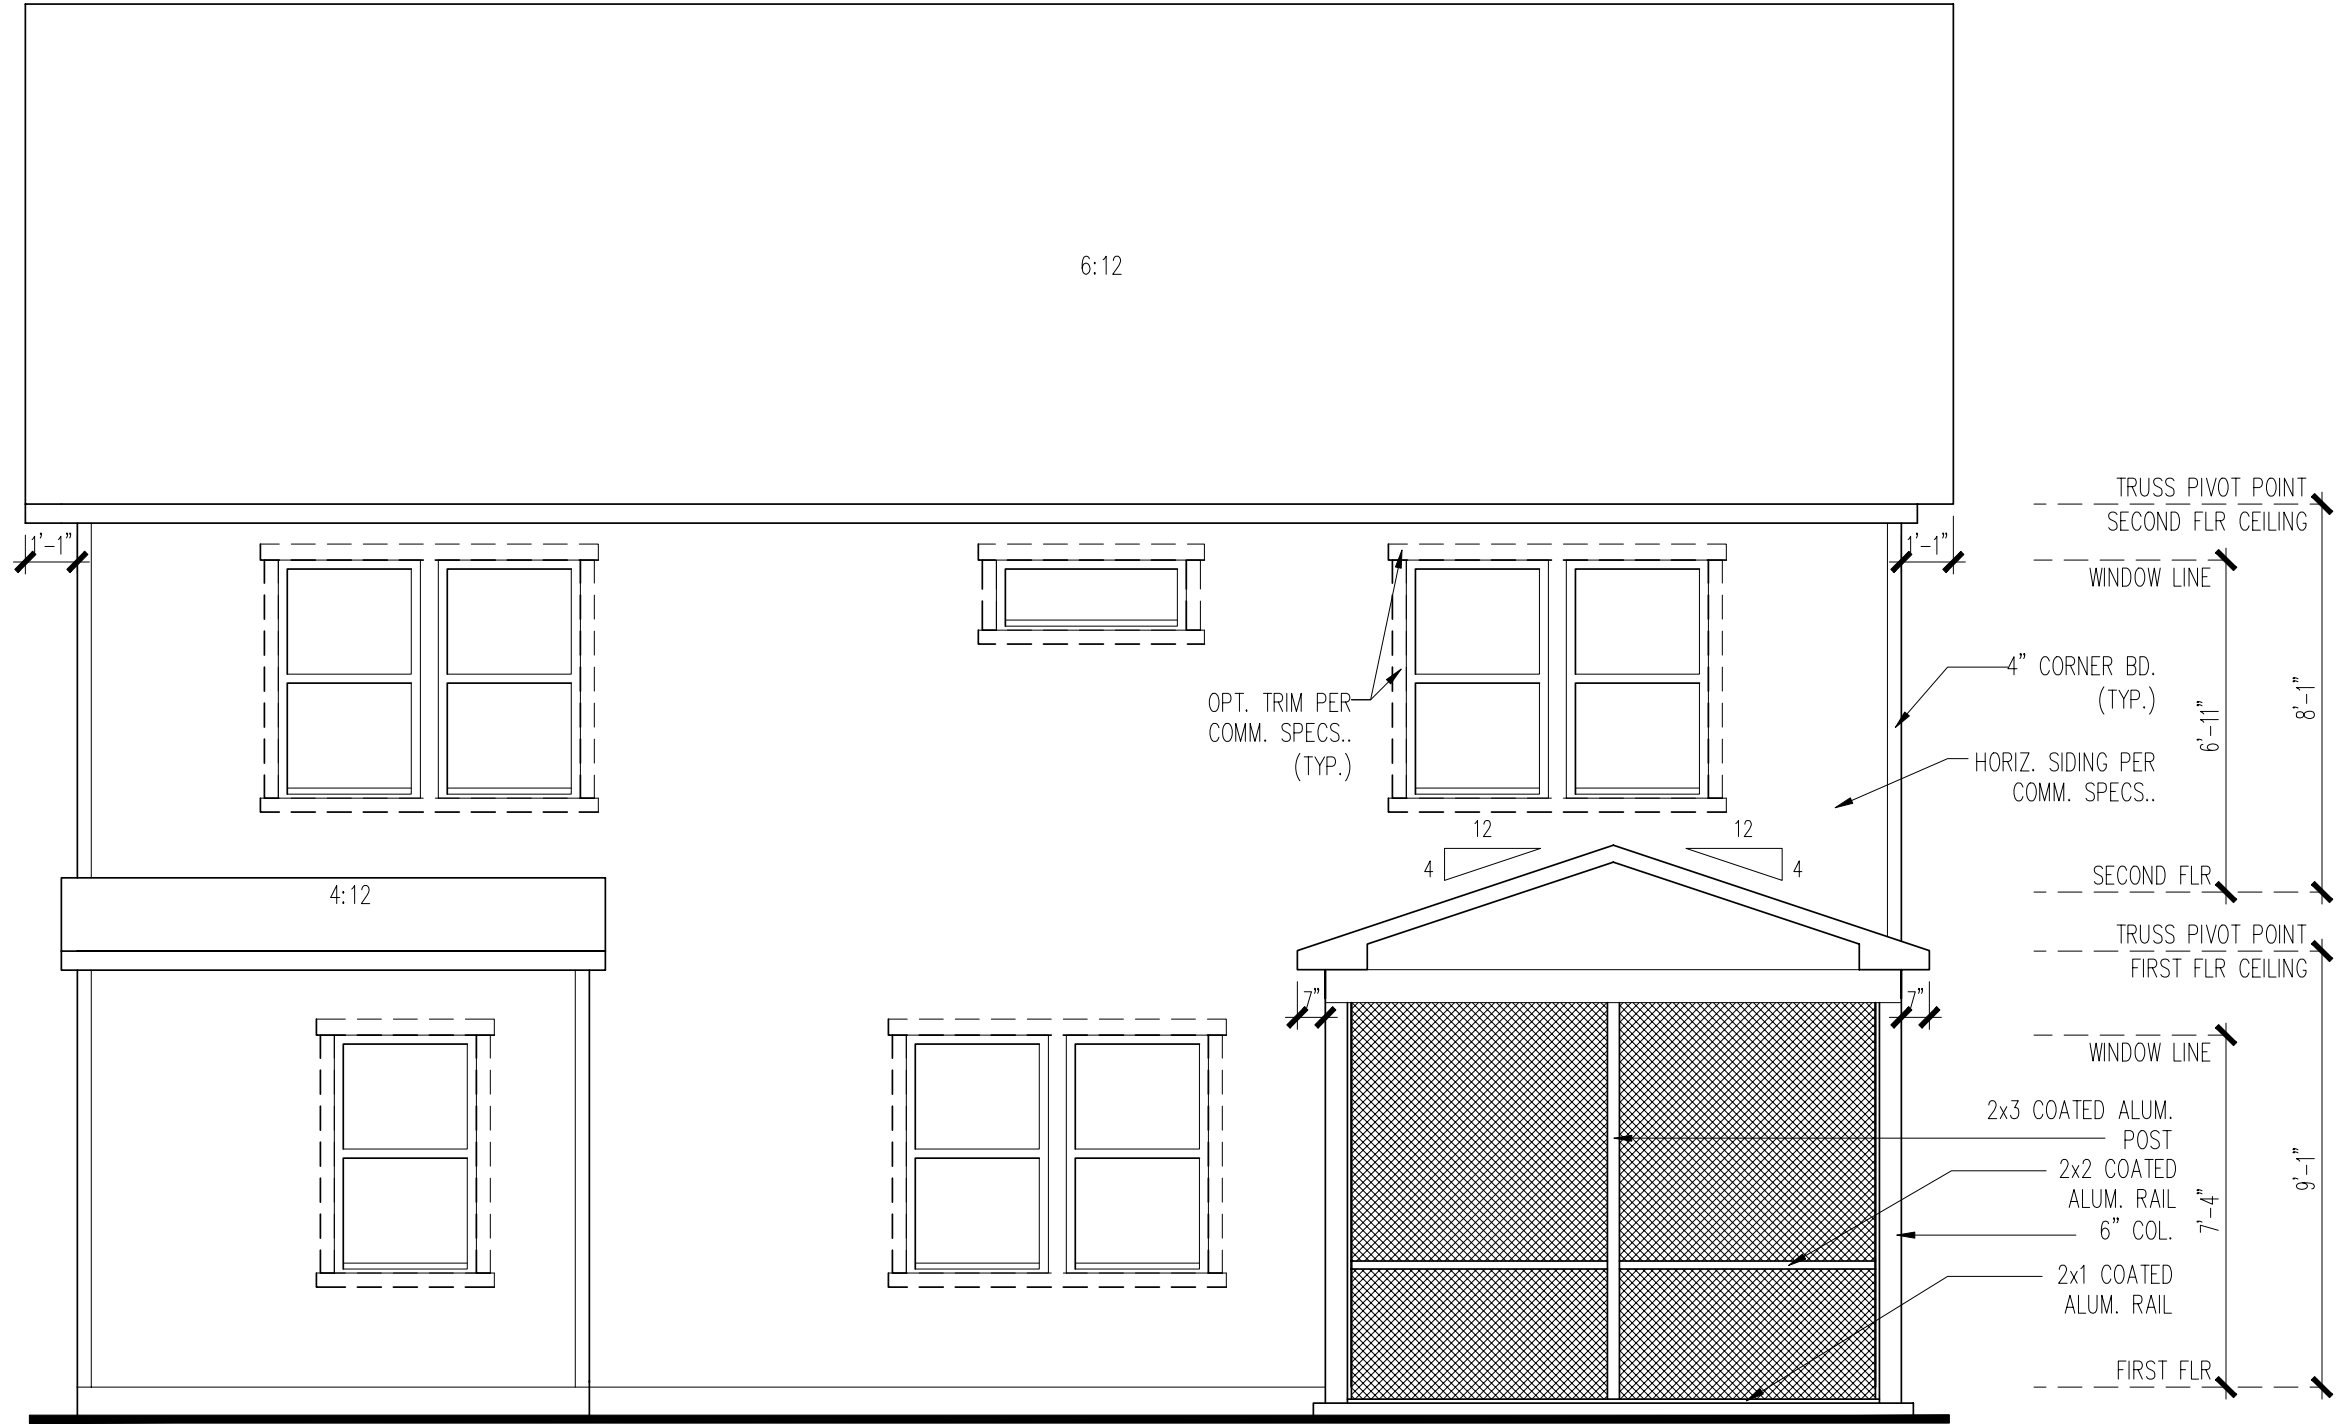 6:12
TRUSS PIVOT POINT
SECOND FLR CEILING
1'-1"
1'-1"
WINDOW LINE
4" CORNER BD.
(TYP.)
OPT. TRIM PER
COMM. SPECS..
(TYP.)
6'-11"
8'-1"
HORIZ. SIDING PER
COMM. SPECS..
12
12
4
4
4:12
SECOND FLR
TRUSS PIVOT POINT
FIRST FLR CEILING
7"
7"
WINDOW LINE
2x3 COATED ALUM.
POST
2x2 COATED
ALUM. RAIL
6" COL.
7'-4"
9'-1"
2x1 COATED
ALUM. RAIL
FIRST FLR